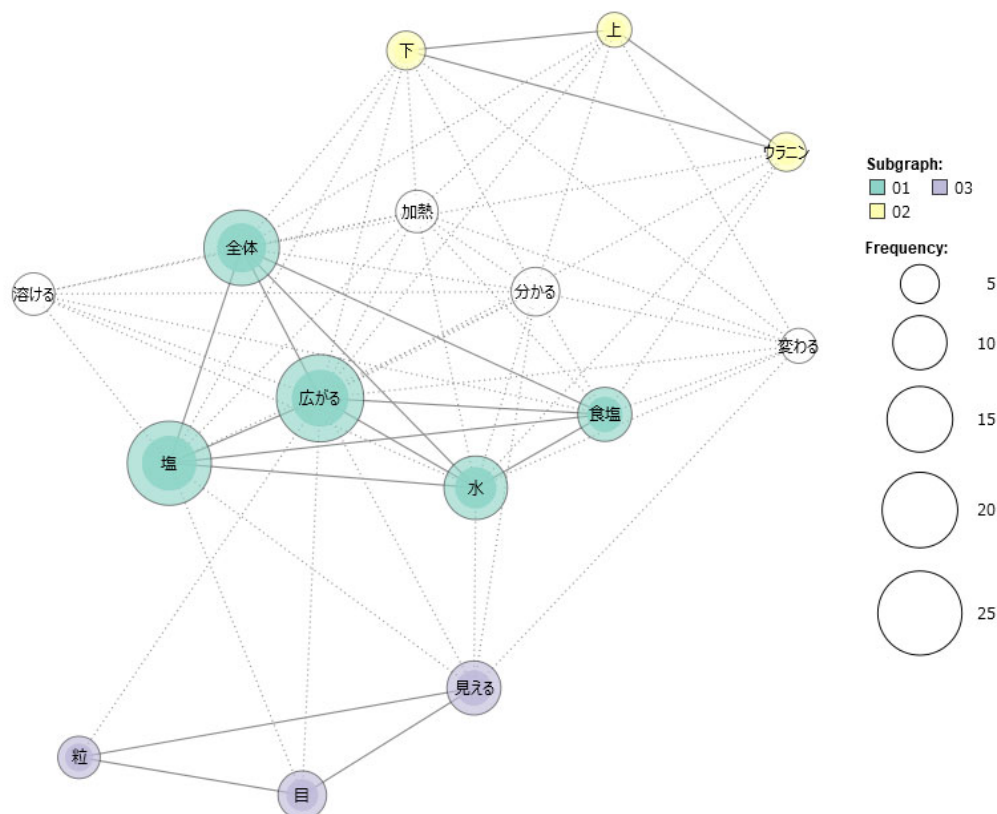 上
下
ウラニン
Subgraph:
01 03
02
加熱
全体
Frequency:
溶ける
分かる
5
変わる
10
広がる
食塩
15
塩
水
20
25
見える
粒
目